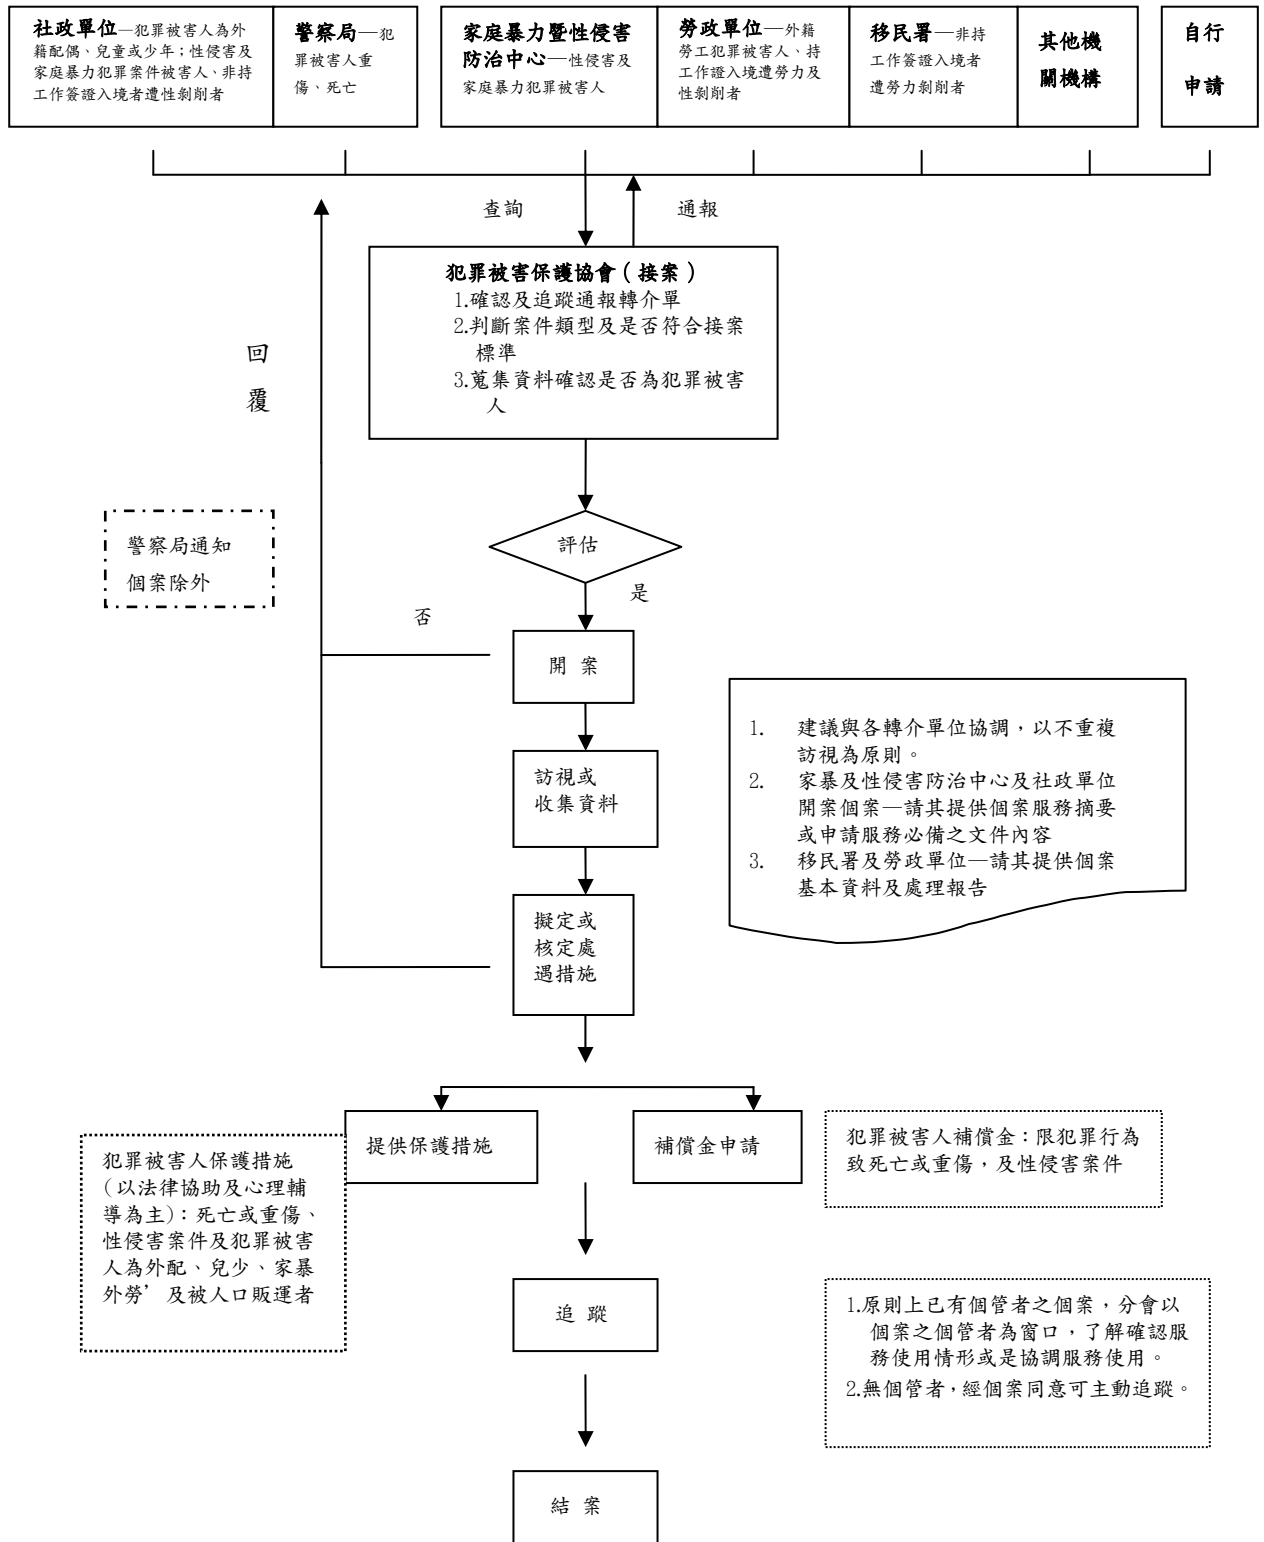 社政單位—犯罪被害人為外
籍配偶、兒童或少年；性侵害及
家庭暴力犯罪案件被害人、非持
工作簽證入境者遭性剝削者
警察局—犯
罪被害人重
傷、死亡
家庭暴力暨性侵害
防治中心—性侵害及
家庭暴力犯罪被害人
勞政單位—外籍
勞工犯罪被害人、持
工作證入境遭勞力及
性剝削者
移民署—非持
工作簽證入境者
遭勞力剝削者
其他機
關機構
自行
申請
查詢
通報
犯罪被害保護協會（接案）
1.確認及追蹤通報轉介單
2.判斷案件類型及是否符合接案
標準
3.蒐集資料確認是否為犯罪被害
人
回
覆
警察局通知
個案除外
評估
是
否
開 案
訪視或
收集資料
1. 建議與各轉介單位協調，以不重複
訪視為原則。
2. 家暴及性侵害防治中心及社政單位
開案個案—請其提供個案服務摘要
或申請服務必備之文件內容
3. 移民署及勞政單位—請其提供個案
基本資料及處理報告
擬定或
核定處
遇措施
提供保護措施
補償金申請
犯罪被害人補償金：限犯罪行為
致死亡或重傷，及性侵害案件
犯罪被害人保護措施
（以法律協助及心理輔
導為主）：死亡或重傷、
性侵害案件及犯罪被害
人為外配、兒少、家暴
外勞’及被人口販運者
追 蹤
1.原則上已有個管者之個案，分會以
個案之個管者為窗口，了解確認服
務使用情形或是協調服務使用。
2.無個管者，經個案同意可主動追蹤。
結 案